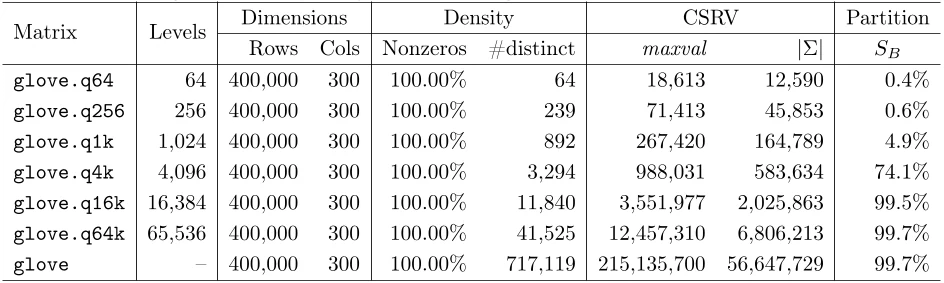 Matrix Levels Dimensions Density CSRV Partition
Rows Cols Nonzeros #distinct maxval |Σ| S_B
glove.q64 64 400,000 300 100.00% 64 18,613 12,590 0.4%
glove.q256 256 400,000 300 100.00% 239 71,413 45,853 0.6%
glove.q1k 1,024 400,000 300 100.00% 892 267,420 164,789 4.9%
glove.q4k 4,096 400,000 300 100.00% 3,294 988,031 583,634 74.1%
glove.q16k 16,384 400,000 300 100.00% 11,840 3,551,977 2,025,863 99.5%
glove.q64k 65,536 400,000 300 100.00% 41,525 12,457,310 6,806,213 99.7%
glove – 400,000 300 100.00% 717,119 215,135,700 56,647,729 99.7%